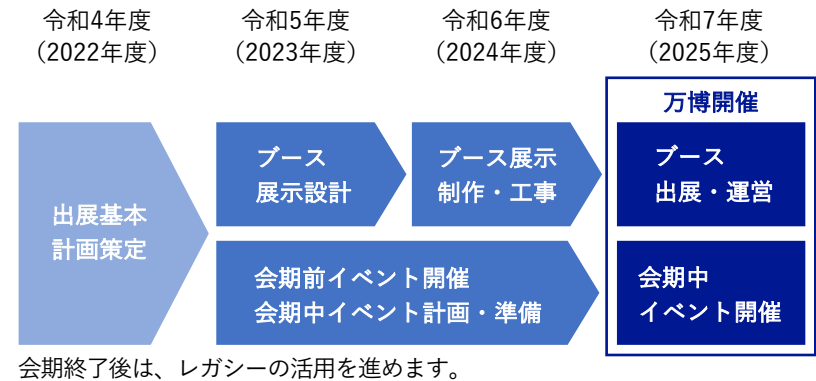 令和4年度
（2022年度）
令和5年度
（2023年度）
令和6年度
（2024年度）
令和7年度
（2025年度）
万博開催
出展基本
計画策定
ブース
展示設計
ブース展示
制作・工事
ブース
出展・運営
会期前イベント開催
会期中イベント計画・準備
会期中
イベント開催
会期終了後は、レガシーの活用を進めます。